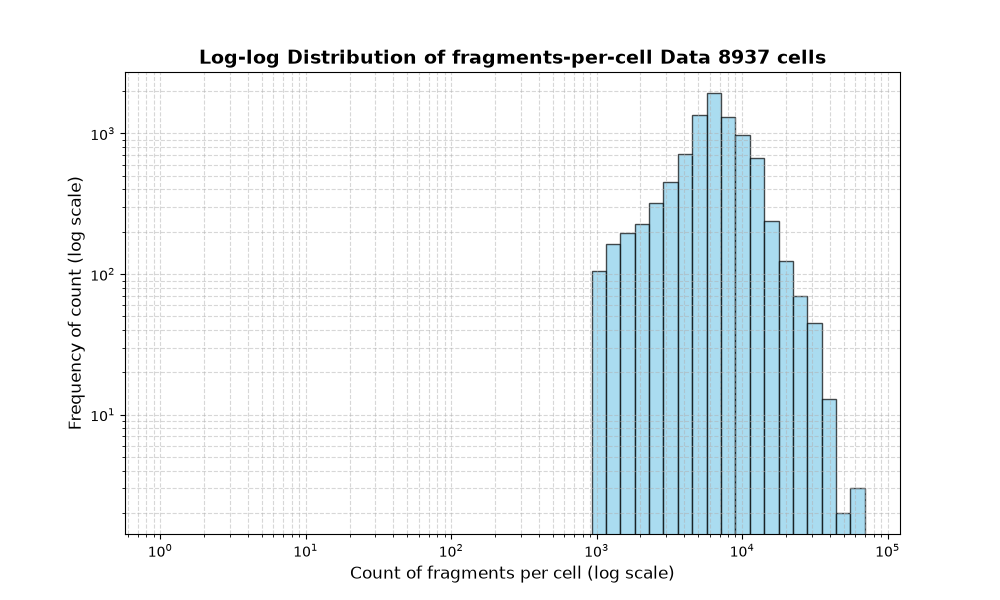 Log-log Distribution of fragments-per-cell Data 8937 cells
Frequency of count (log scale)
10³
10²
10¹
10⁰ 10¹ 10² 10³ 10⁴ 10⁵
Count of fragments per cell (log scale)